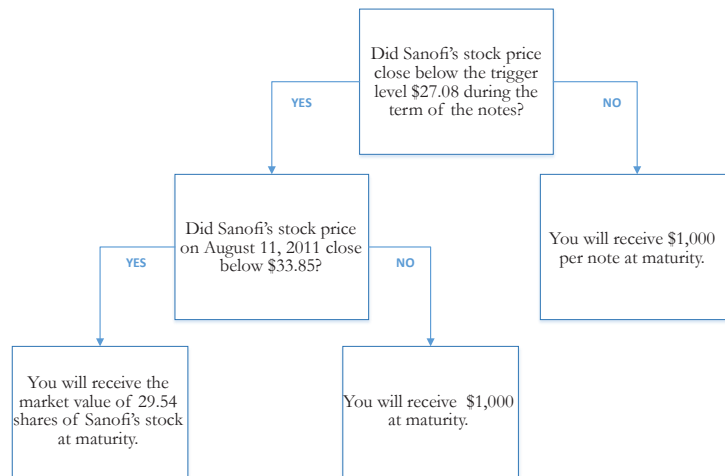 Did Sanofi's stock price
close below the trigger
level $27.08 during the
term of the notes?
YES
NO
Did Sanofi's stock price
on August 11, 2011 close
below $33.85?
You will receive $1,000
per note at maturity.
YES
NO
You will receive the
market value of 29.54
shares of Sanofi's stock
at maturity.
You will receive $1,000
at maturity.